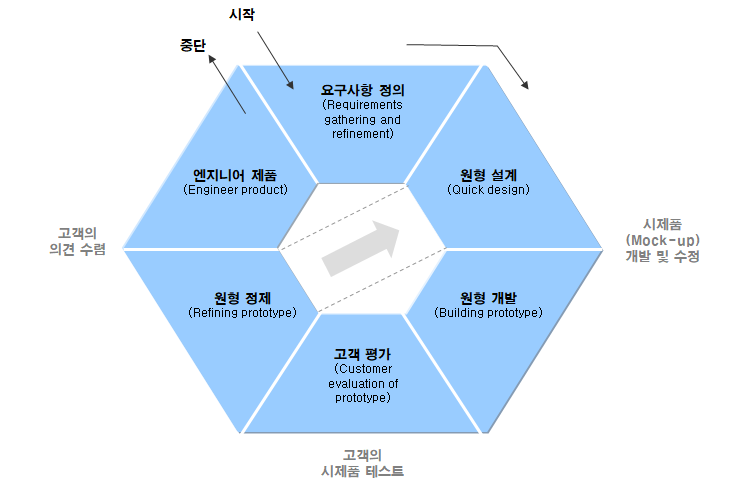 시작
중단
요구사항 정의
(Requirements
gathering and
refinement)
엔지니어 제품
(Engineer product)
원형 설계
(Quick design)
고객의
의견 수렴
시제품
(Mock-up)
개발 및 수정
원형 정제
(Refining prototype)
원형 개발
(Building prototype)
고객 평가
(Customer
evaluation of
prototype)
고객의
시제품 테스트